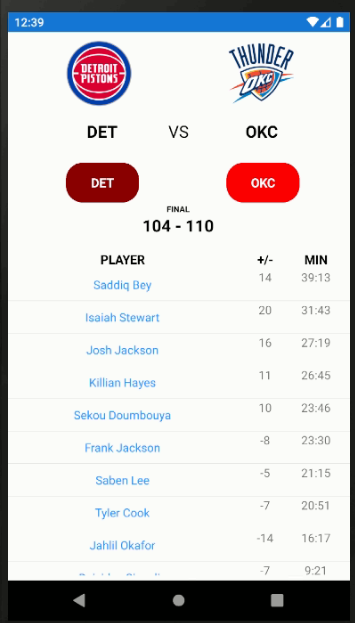 12:39
DETROIT
PISTONS
THUNDER
OKC
DET VS OKC
DET OKC
FINAL
104 - 110
PLAYER +/- MIN
Saddiq Bey 14 39:13
Isaiah Stewart 20 31:43
Josh Jackson 16 27:19
Killian Hayes 11 26:45
Sekou Doumbouya 10 23:46
Frank Jackson -8 23:30
Saben Lee -5 21:15
Tyler Cook -7 20:51
Jahlil Okafor -14 16:17
-7 9:21